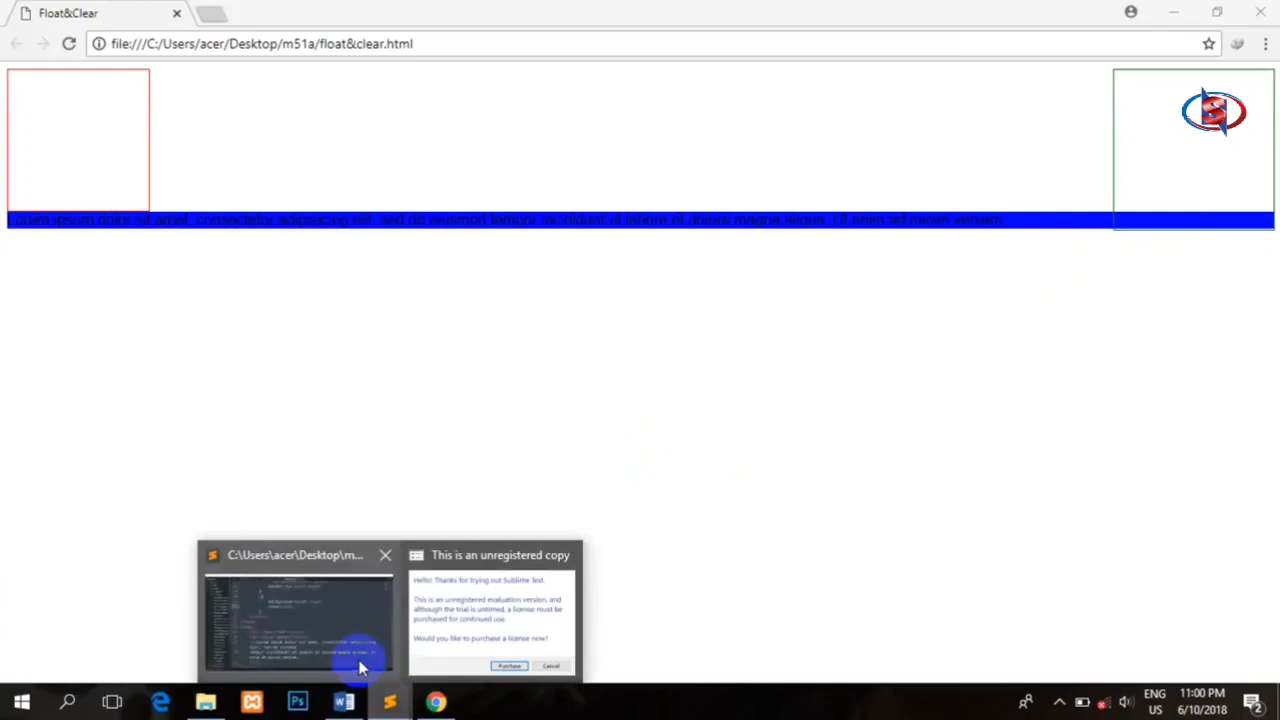 Float&Clear
file:///C:/Users/acer/Desktop/m51a/float&clear.html
S
Lorem ipsum dolor sit amet, consectetur adipisicing elit, sed do eiusmod tempor incididunt ut labore et dolore magna aliqua. Ut enim ad minim veniam,
C:\Users\acer\Desktop\m...
This is an unregistered copy
Hello! Thanks for trying out Sublime Text.
This is an unregistered evaluation version, and
although the trial is untimed, a license must be
purchased for continued use.
Would you like to purchase a license now?
Purchase Cancel
ENG
US
11:00 PM
6/10/2018
2